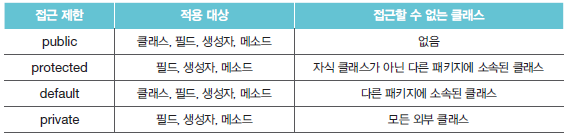 접근 제한 적용 대상 접근할 수 없는 클래스
public 클래스, 필드, 생성자, 메소드 없음
protected 필드, 생성자, 메소드 자식 클래스가 아닌 다른 패키지에 소속된 클래스
default 클래스, 필드, 생성자, 메소드 다른 패키지에 소속된 클래스
private 필드, 생성자, 메소드 모든 외부 클래스